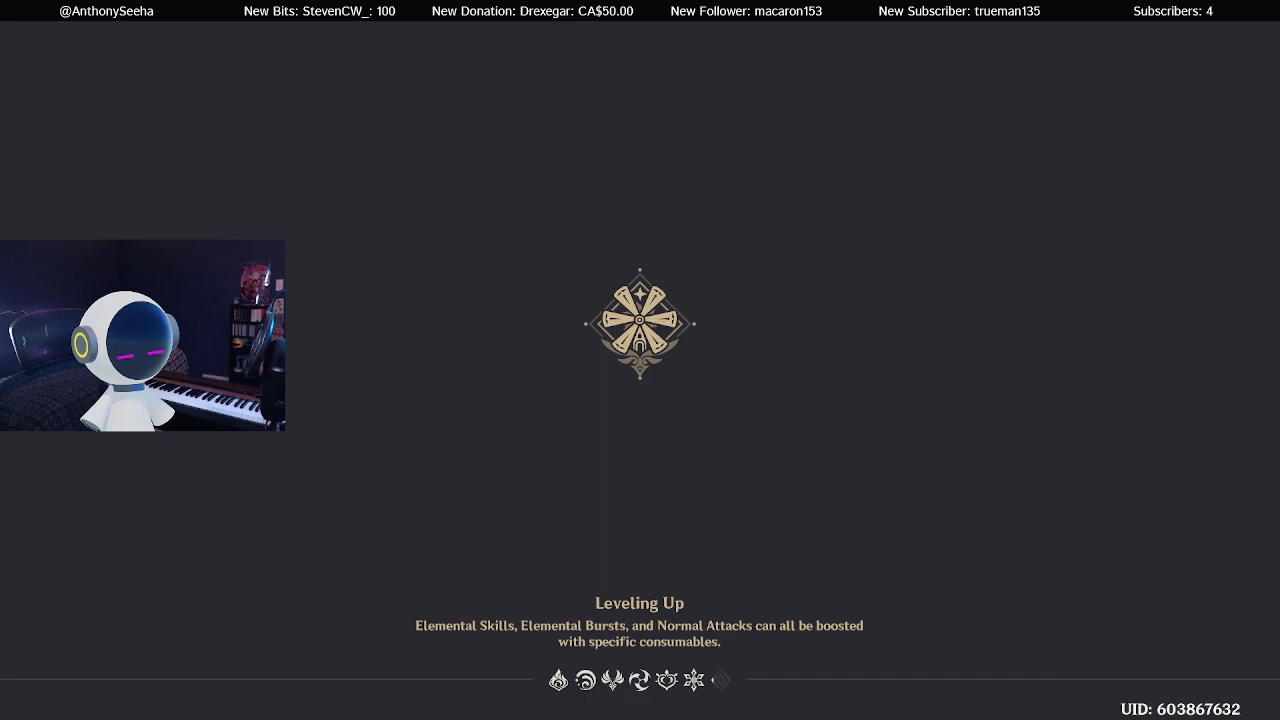 @AnthonySeeha New Bits: StevenCW_: 100 New Donation: Drexegar: CA$50.00 New Follower: macaron153 New Subscriber: trueman135 Subscribers: 4
Leveling Up
Elemental Skills, Elemental Bursts, and Normal Attacks can all be boosted
with specific consumables.
UID: 603867632